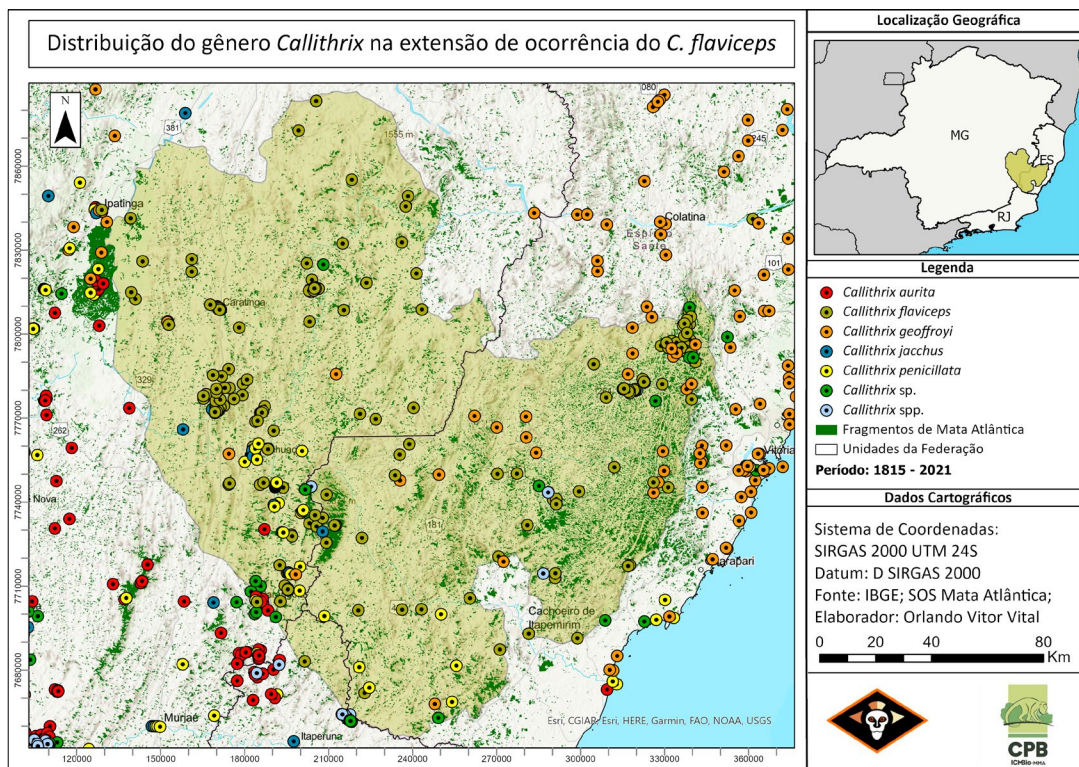 Distribuição do gênero Callithrix na extensão de ocorrência do C. flaviceps
N
381
1555 m
080
245
Ipatinga
Colatina
Espírito
Santo
101
Caratinga
329
262
Vitória
Nova
181
Guarapari
Cachoeiro de
Itapemirim
Muriaé
Itaperuna
Esri, CGIAR, Esri, HERE, Garmin, FAO, NOAA, USGS
7860000
7830000
7800000
7770000
7740000
7710000
7680000
120000 150000 180000 210000 240000 270000 300000 330000 360000
Localização Geográfica
MG
ES
RJ
Legenda
Callithrix aurita
Callithrix flaviceps
Callithrix geoffroyi
Callithrix jacchus
Callithrix penicillata
Callithrix sp.
Callithrix spp.
Fragmentos de Mata Atlântica
Unidades da Federação
Período: 1815 - 2021
Dados Cartográficos
Sistema de Coordenadas:
SIRGAS 2000 UTM 24S
Datum: D SIRGAS 2000
Fonte: IBGE; SOS Mata Atlântica;
Elaborador: Orlando Vitor Vital
0 20 40 80
Km
CPB
ICMBio-MMA